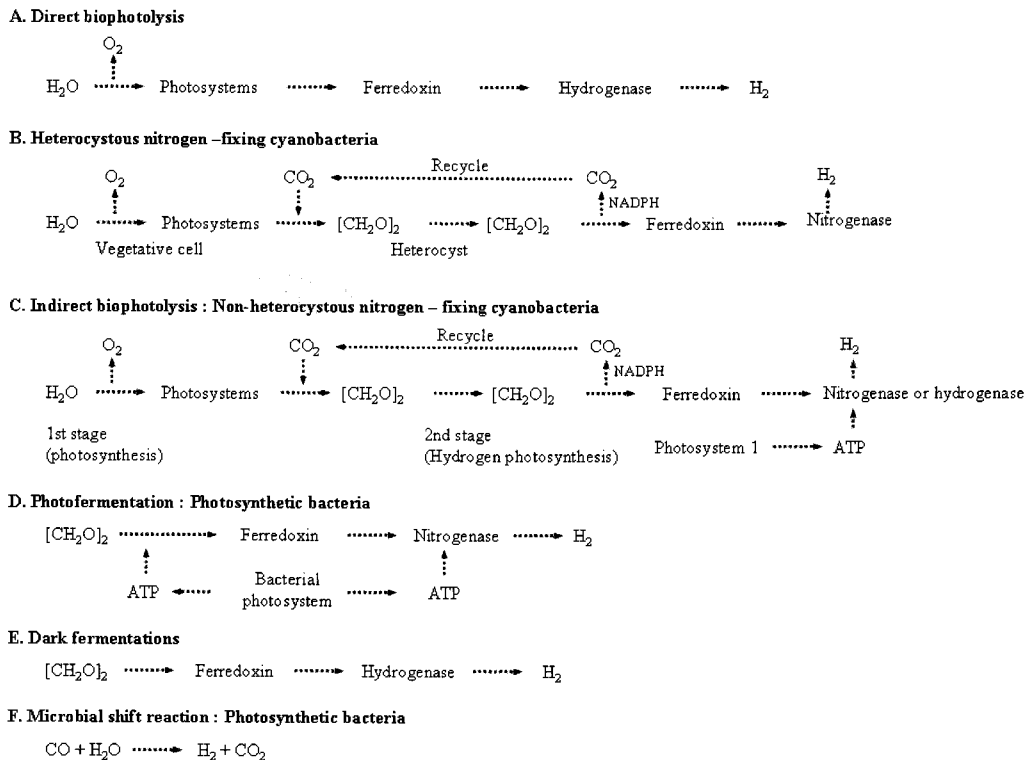 A. Direct biophotolysis
O₂
H₂O Photosystems Ferredoxin Hydrogenase H₂
B. Heterocystous nitrogen –fixing cyanobacteria
Recycle
O₂ CO₂ CO₂ H₂
NADPH
H₂O Photosystems [CH₂O]₂ [CH₂O]₂ Ferredoxin Nitrogenase
Vegetative cell Heterocyst
C. Indirect biophotolysis : Non-heterocystous nitrogen – fixing cyanobacteria
Recycle
O₂ CO₂ CO₂ H₂
NADPH
H₂O Photosystems [CH₂O]₂ [CH₂O]₂ Ferredoxin Nitrogenase or hydrogenase
1st stage 2nd stage
(photosynthesis) (Hydrogen photosynthesis) Photosystem 1 ATP
D. Photofermentation : Photosynthetic bacteria
[CH₂O]₂ Ferredoxin Nitrogenase H₂
ATP Bacterial ATP
photosystem
E. Dark fermentations
[CH₂O]₂ Ferredoxin Hydrogenase H₂
F. Microbial shift reaction : Photosynthetic bacteria
CO + H₂O H₂ + CO₂